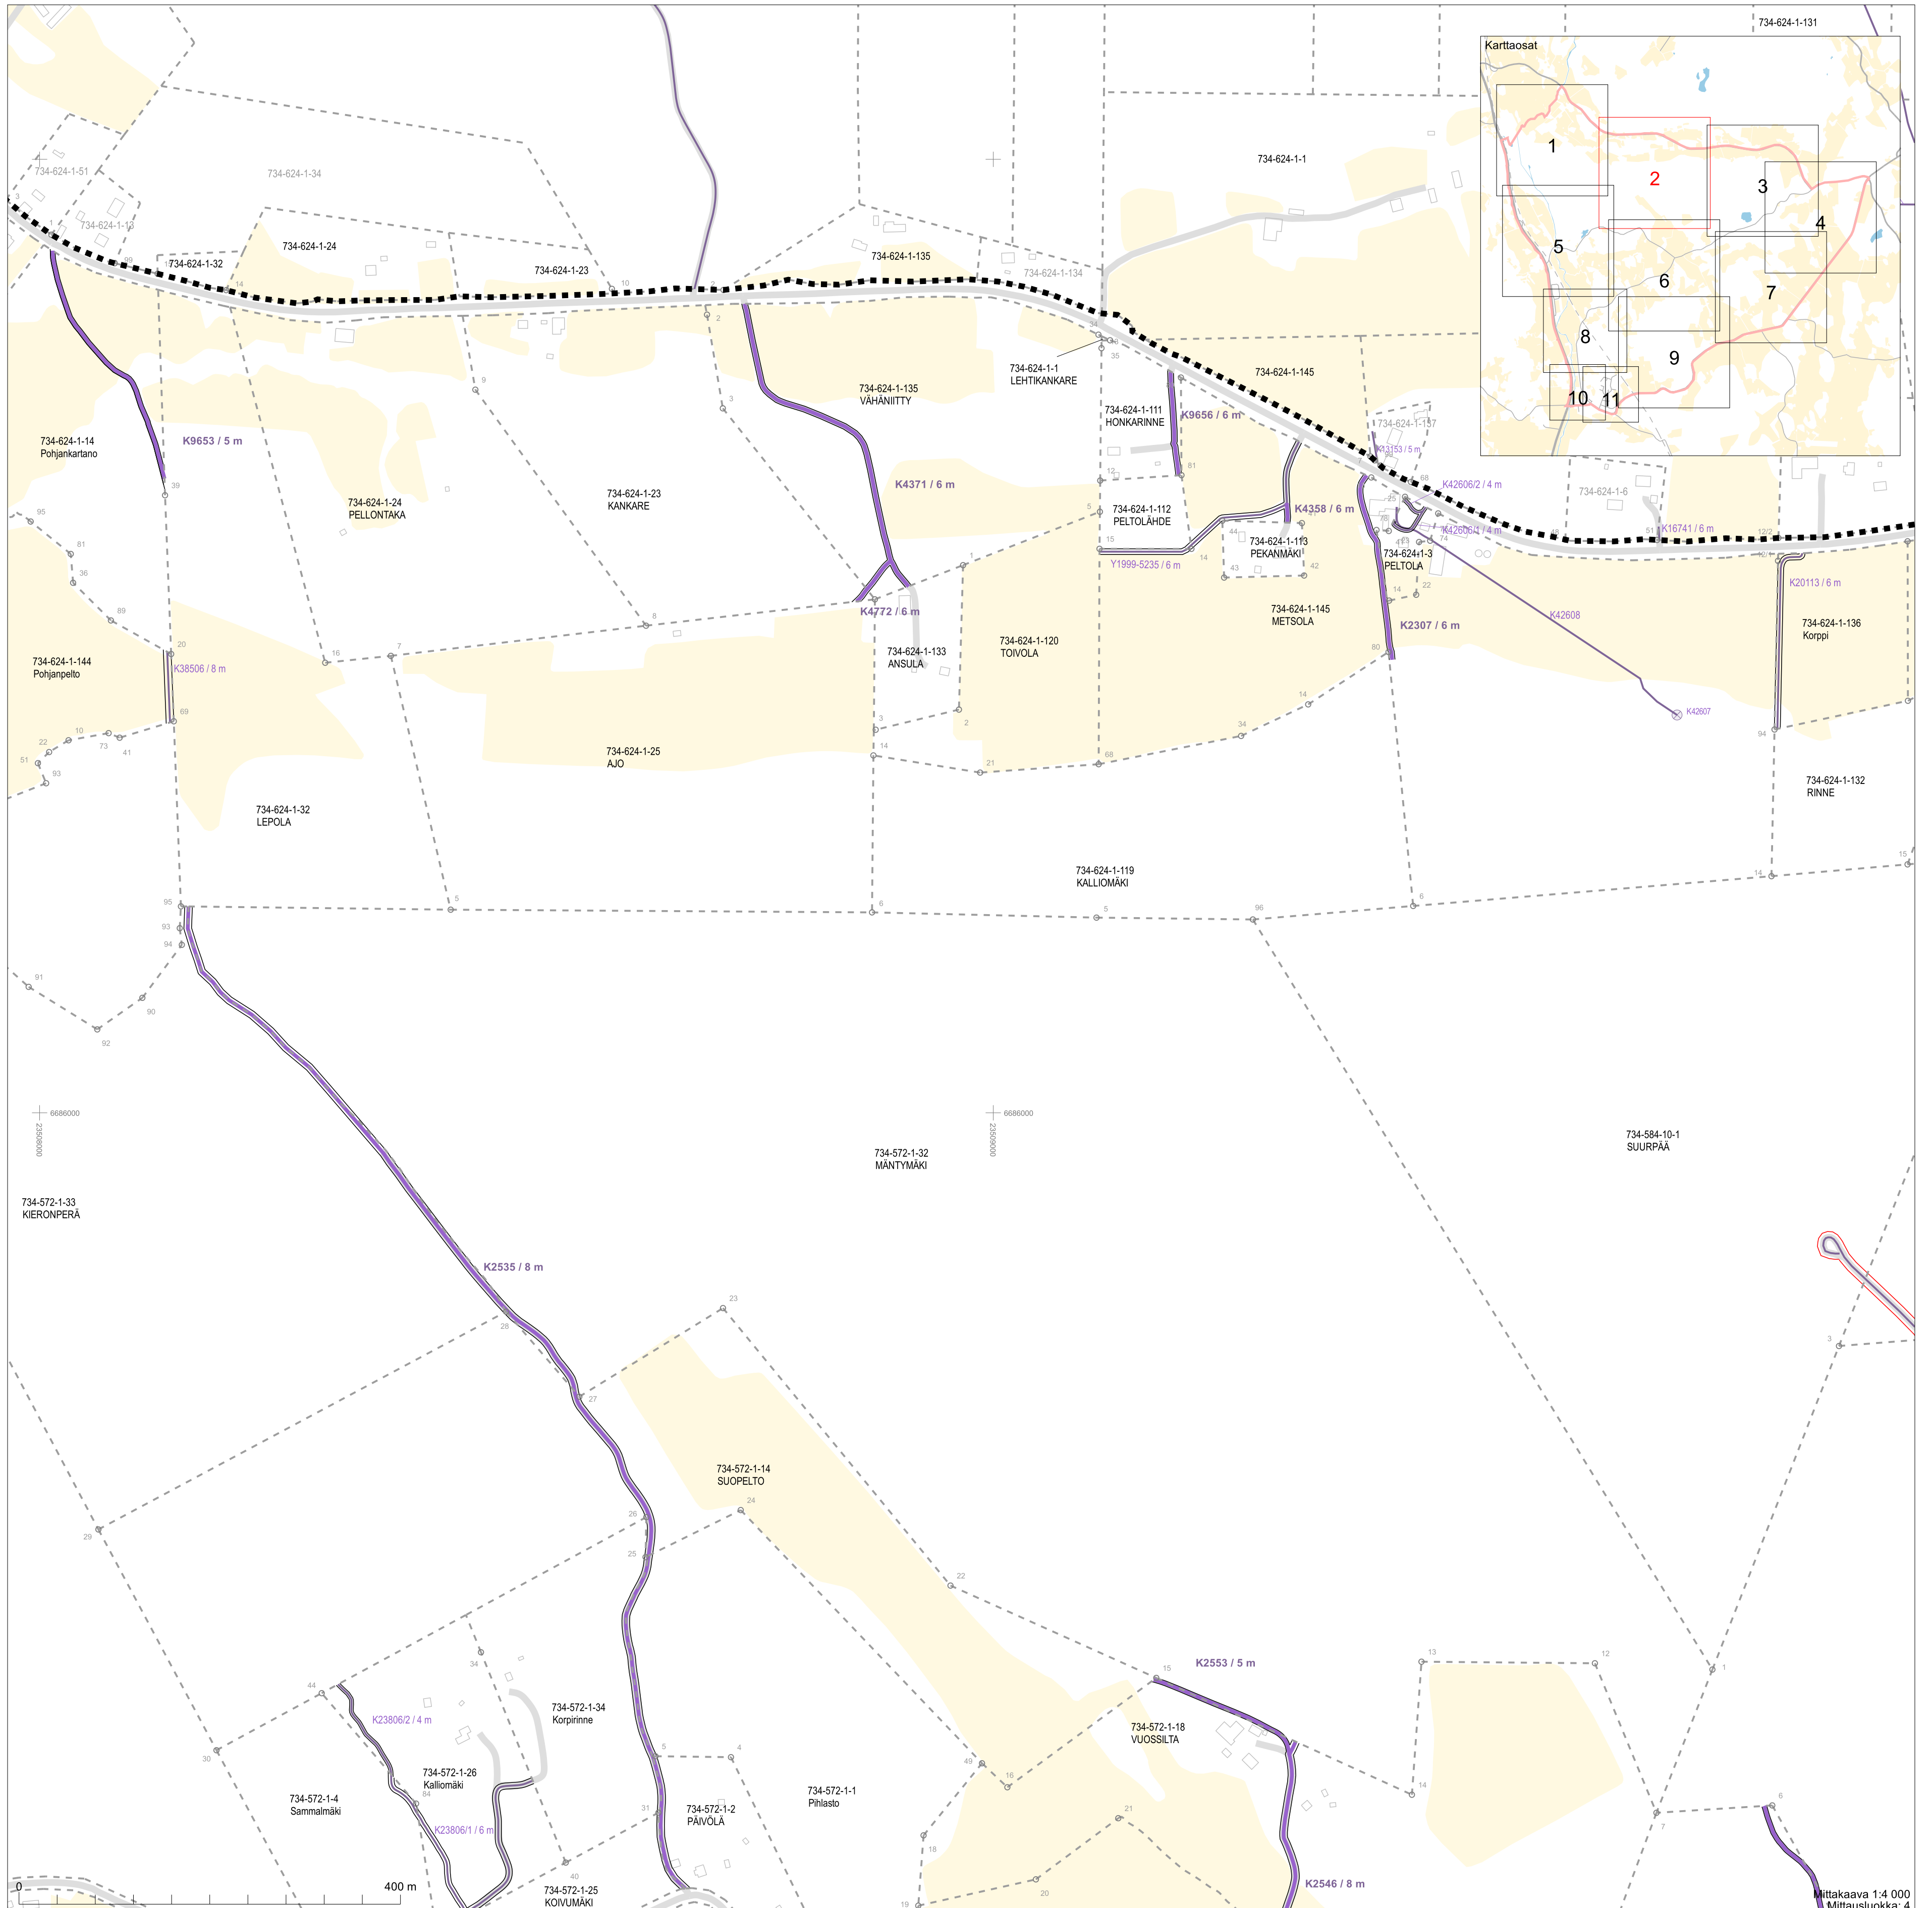 734-624-1-131
Karttaosat
1
2
3
4
5
6
7
8
9
10
11
734-624-1-51
734-624-1-34
734-624-1-13
734-624-1-1
734-624-1-24
734-624-1-32
734-624-1-23
734-624-1-135
734-624-1-134
734-624-1-1
LEHTIKANKARE
734-624-1-145
734-624-1-135
VÄHÄNIITTY
734-624-1-111
HONKARINNE
K9656 / 6 m
734-624-1-137
K13153 / 5 m
734-624-1-14
Pohjankartano
K9653 / 5 m
K4371 / 6 m
K42606/2 / 4 m
734-624-1-6
734-624-1-24
PELLONTAKA
734-624-1-23
KANKARE
734-624-1-112
PELTOLÄHDE
K4358 / 6 m
K42606/1 / 4 m
K16741 / 6 m
734-624-1-113
PEKANMÄKI
734-624-1-3
PELTOLA
Y1999-5235 / 6 m
K20113 / 6 m
K4772 / 6 m
734-624-1-145
METSOLA
K42608
K2307 / 6 m
734-624-1-136
Korppi
734-624-1-144
Pohjanpelto
K38506 / 8 m
734-624-1-133
ANSULA
734-624-1-120
TOIVOLA
K42607
734-624-1-25
AJO
734-624-1-132
RINNE
734-624-1-32
LEPOLA
734-624-1-119
KALLIOMÄKI
6686000
23508000
6686000
23509000
734-584-10-1
SUURPÄÄ
734-572-1-32
MÄNTYMÄKI
734-572-1-33
KIERONPERÄ
K2535 / 8 m
734-572-1-14
SUOPELTO
K2553 / 5 m
734-572-1-34
Korpirinne
K23806/2 / 4 m
734-572-1-18
VUOSSILTA
734-572-1-26
Kalliomäki
734-572-1-4
Sammalmäki
734-572-1-1
Pihlasto
734-572-1-2
PÄIVÖLÄ
K23806/1 / 6 m
K2546 / 8 m
734-572-1-25
KOIVUMÄKI
0
400 m
Mittakaava 1:4 000
Mittausluokka: 4